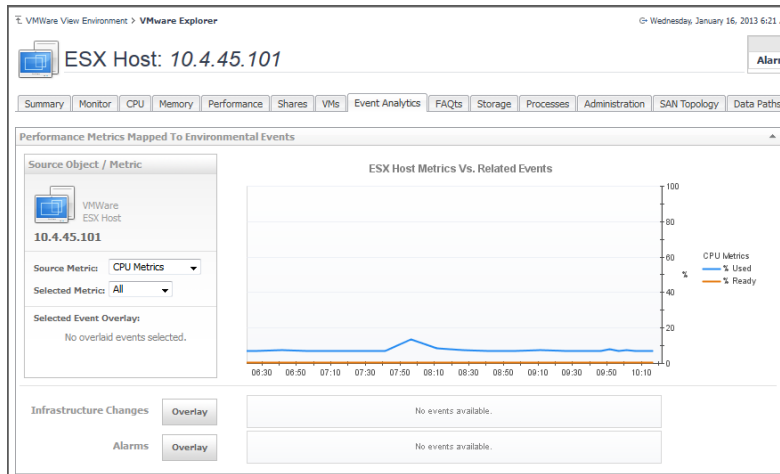 VMWare View Environment > VMware Explorer
Wednesday, January 16, 2013 6:21
ESX Host: 10.4.45.101
Alarm
Summary Monitor CPU Memory Performance Shares VMs Event Analytics FAQts Storage Processes Administration SAN Topology Data Paths
Performance Metrics Mapped To Environmental Events
Source Object / Metric
VMWare
ESX Host
10.4.45.101
Source Metric: CPU Metrics
Selected Metric: All
Selected Event Overlay:
No overlaid events selected.
ESX Host Metrics Vs. Related Events
100
80
60
40
20
0
%
CPU Metrics
% Used
% Ready
06:30 06:50 07:10 07:30 07:50 08:10 08:30 08:50 09:10 09:30 09:50 10:10
Infrastructure Changes Overlay No events available.
Alarms Overlay No events available.